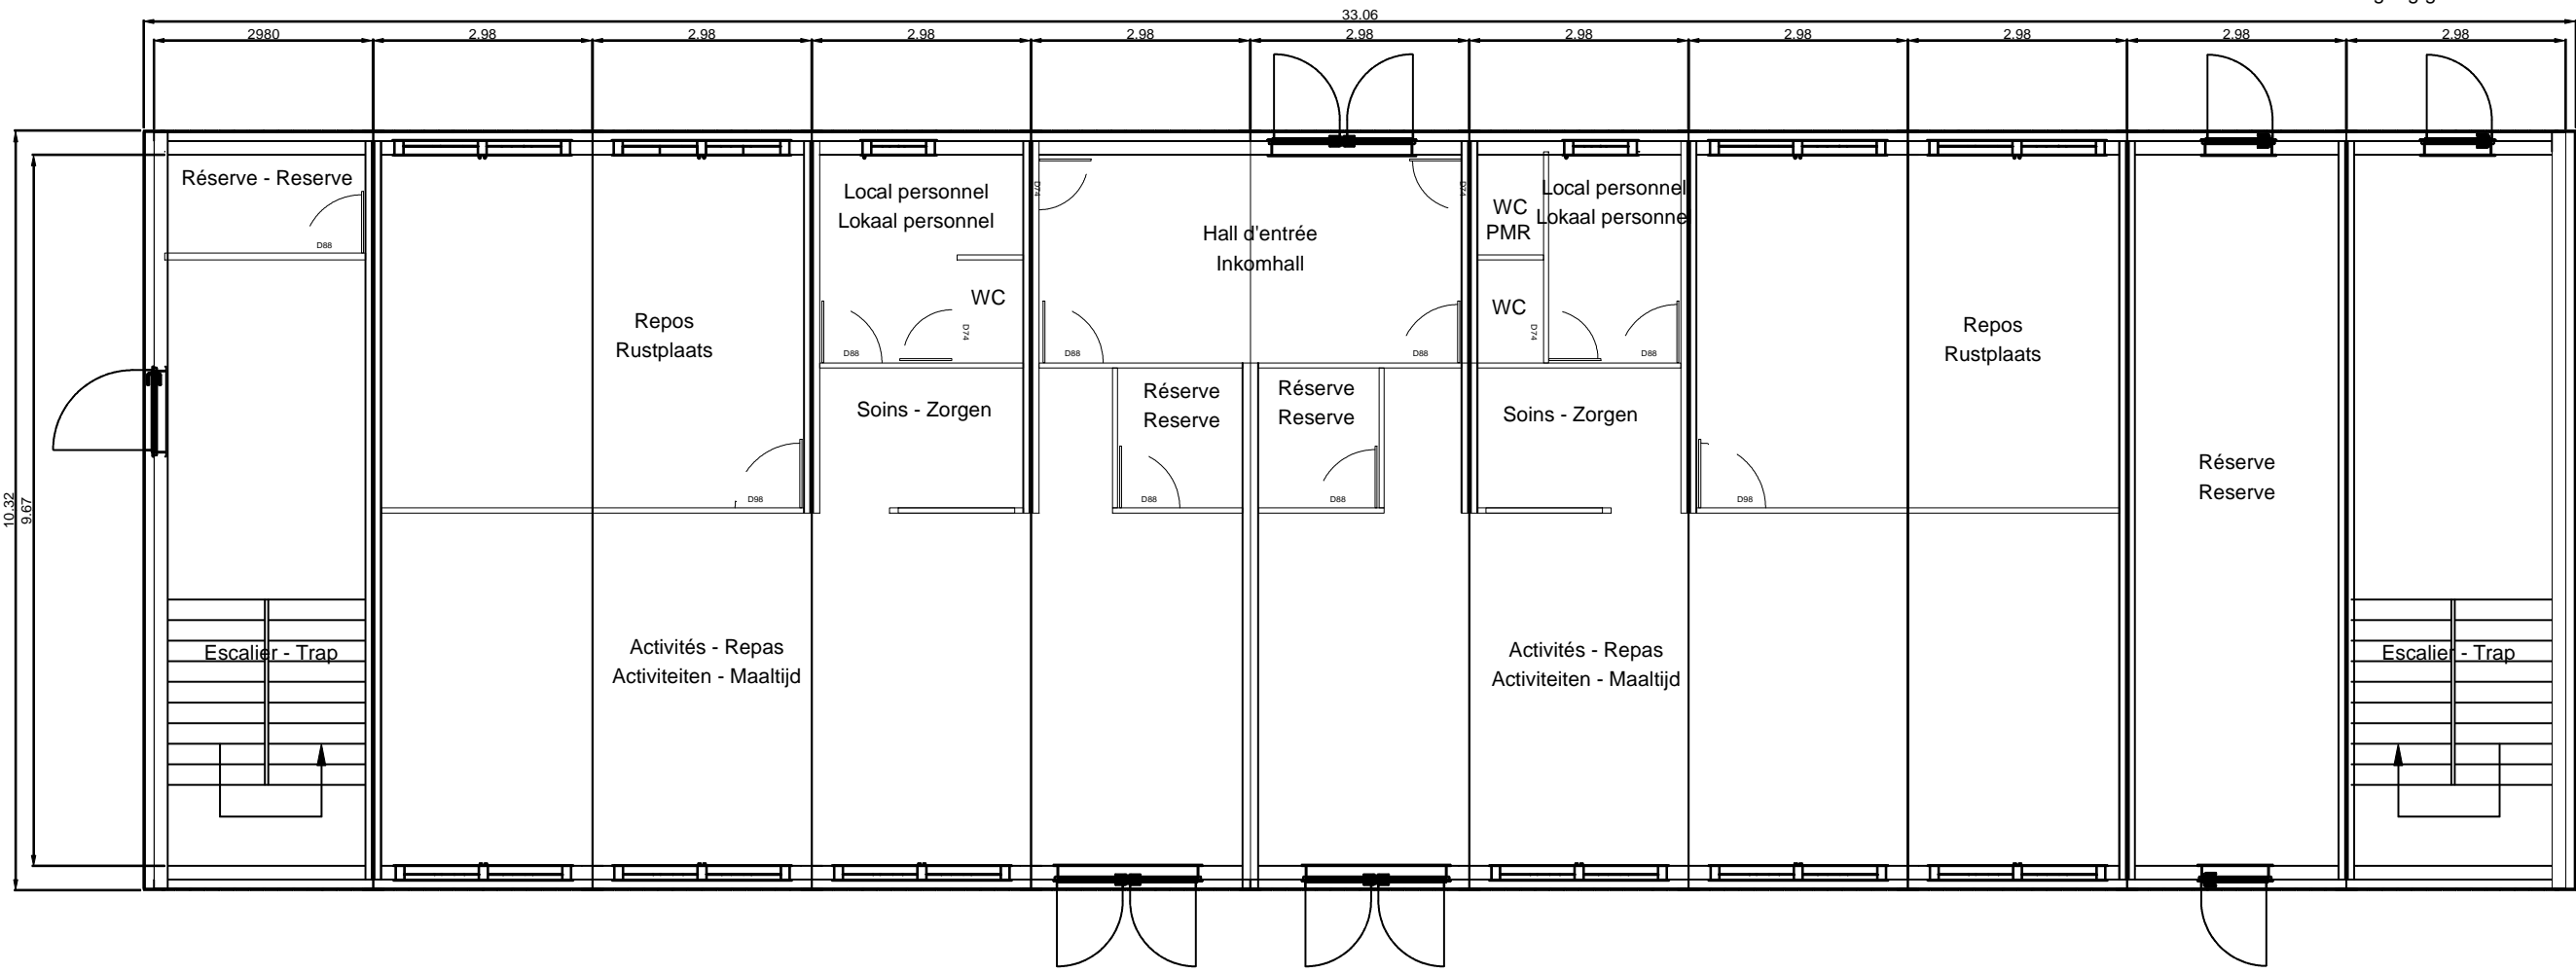 33.06
2980 2.98 2.98 2.98 2.98 2.98 2.98 2.98 2.98 2.98 2.98
10.32
9.67
Réserve - Reserve
D88
Repos
Rustplaats
D98
Local personnel
Lokaal personnel
WC
D88
D74
Soins - Zorgen
D74
Hall d'entrée
Inkomhall
D74
D88
D88
Réserve
Reserve
D88
Réserve
Reserve
D88
WC
PMR
WC
Local personnel
Lokaal personne
D74
D88
Soins - Zorgen
Repos
Rustplaats
D98
Réserve
Reserve
Escalier - Trap
Activités - Repas
Activiteiten - Maaltijd
Activités - Repas
Activiteiten - Maaltijd
Escalier - Trap